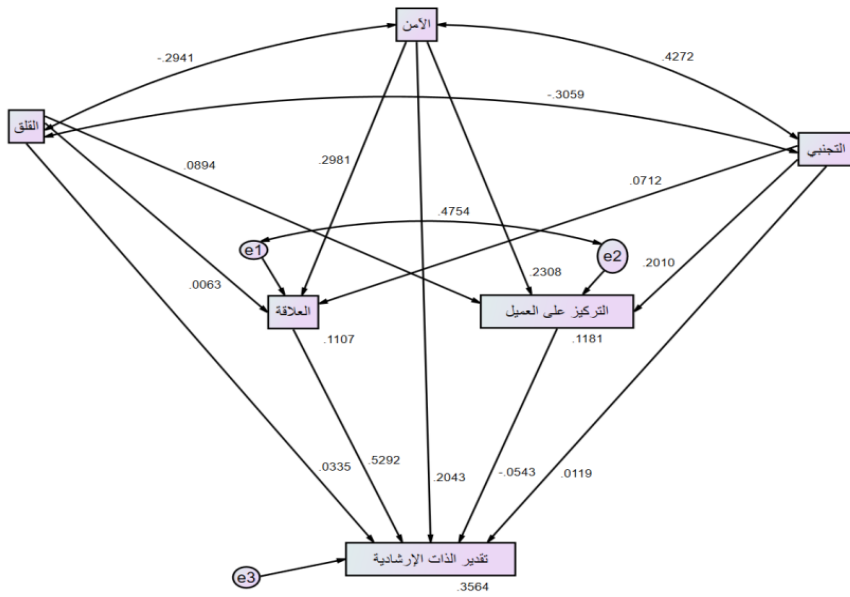 الأمن
-.2941
.4272
-.3059
القلق
التجنبي
.0894
.2981
.0712
.4754
e1
e2
.0063
.2308
.2010
العلاقة
التركيز على العميل
.1107
.1181
.0335
.5292
.2043
-.0543
.0119
تقدير الذات الإرشادية
e3
.3564